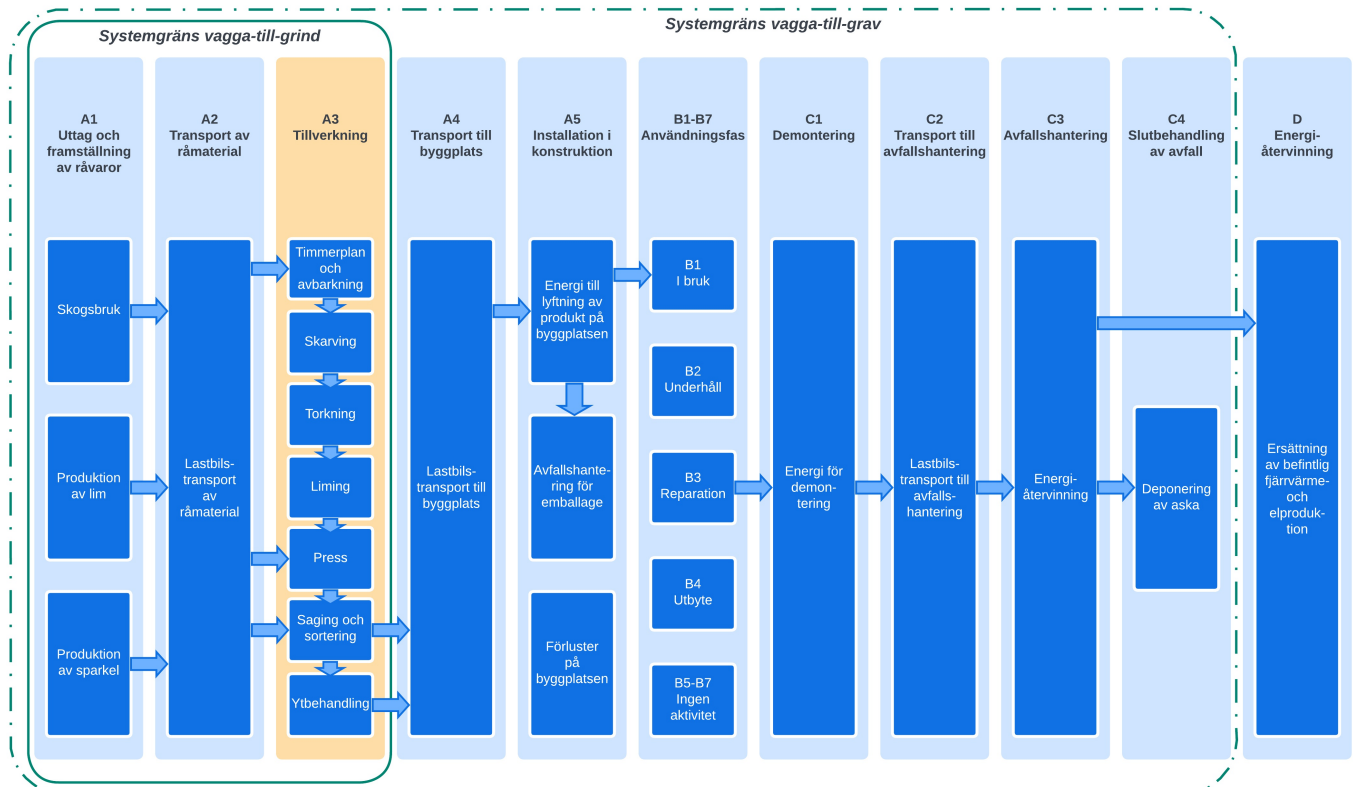 Systemgräns vagga-till-grav
Systemgräns vagga-till-grind
A1
Uttag och
framställning
av råvaror
A2
Transport av
råmaterial
A3
Tillverkning
A4
Transport till
byggplats
A5
Installation i
konstruktion
B1-B7
Användningsfas
C1
Demontering
C2
Transport till
avfallshantering
C3
Avfallshantering
C4
Slutbehandling
av avfall
D
Energi-
återvinning
Skogsbruk
Produktion
av lim
Produktion
av sparkel
Lastbils-
transport
av
råmaterial
Timmerplan
och
avbarkning
Skarving
Torkning
Liming
Press
Saging och
sortering
Ytbehandling
Lastbils-
transport till
byggplats
Energi till
lyftning av
produkt på
byggplatsen
Avfallshante-
ring för
emballage
Förluster
på
byggplatsen
B1
I bruk
B2
Underhåll
B3
Reparation
B4
Utbyte
B5-B7
Ingen
aktivitet
Energi för
demon-
tering
Lastbils-
transport till
avfalls-
hantering
Energi-
återvinning
Deponering
av aska
Ersättning
av befintlig
fjärrvärme-
och
elproduk-
tion